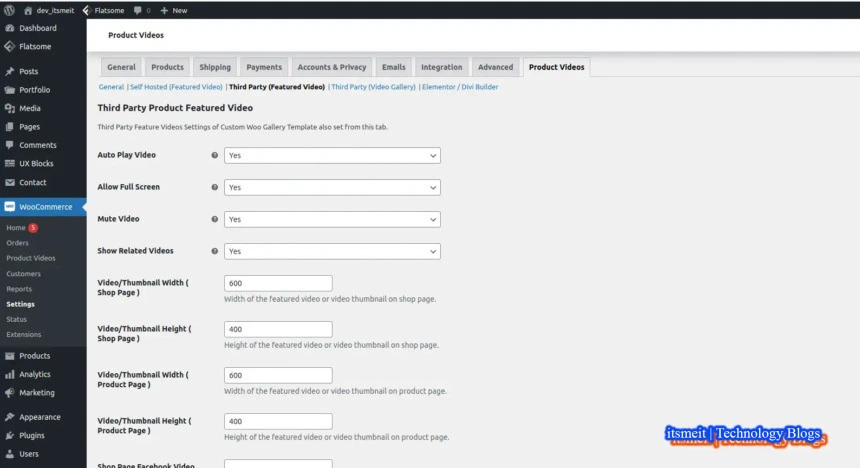 dev_itsmeit Flatsome 0 New
Dashboard
Flatsome
Posts
Portfolio
Media
Pages
Comments
UX Blocks
Contact
WooCommerce
Home 5
Orders
Product Videos
Customers
Reports
Settings
Status
Extensions
Products
Analytics
Marketing
Appearance
Plugins
Users
Product Videos
General Products Shipping Payments Accounts & Privacy Emails Integration Advanced Product Videos
General | Self Hosted (Featured Video) | Third Party (Featured Video) | Third Party (Video Gallery) | Elementor / Divi Builder
Third Party Product Featured Video
Third Party Feature Videos Settings of Custom Woo Gallery Template also set from this tab.
Auto Play Video Yes
Allow Full Screen Yes
Mute Video Yes
Show Related Videos Yes
Video/Thumbnail Width (
Shop Page )
600
Width of the featured video or video thumbnail on shop page.
Video/Thumbnail Height (
Shop Page )
400
Height of the featured video or video thumbnail on shop page.
Video/Thumbnail Width (
Product Page )
600
Width of the featured video or video thumbnail on product page.
Video/Thumbnail Height (
Product Page )
400
Height of the featured video or video thumbnail on product page.
Shop Page Facebook Video
itsmeit | Technology Blogs